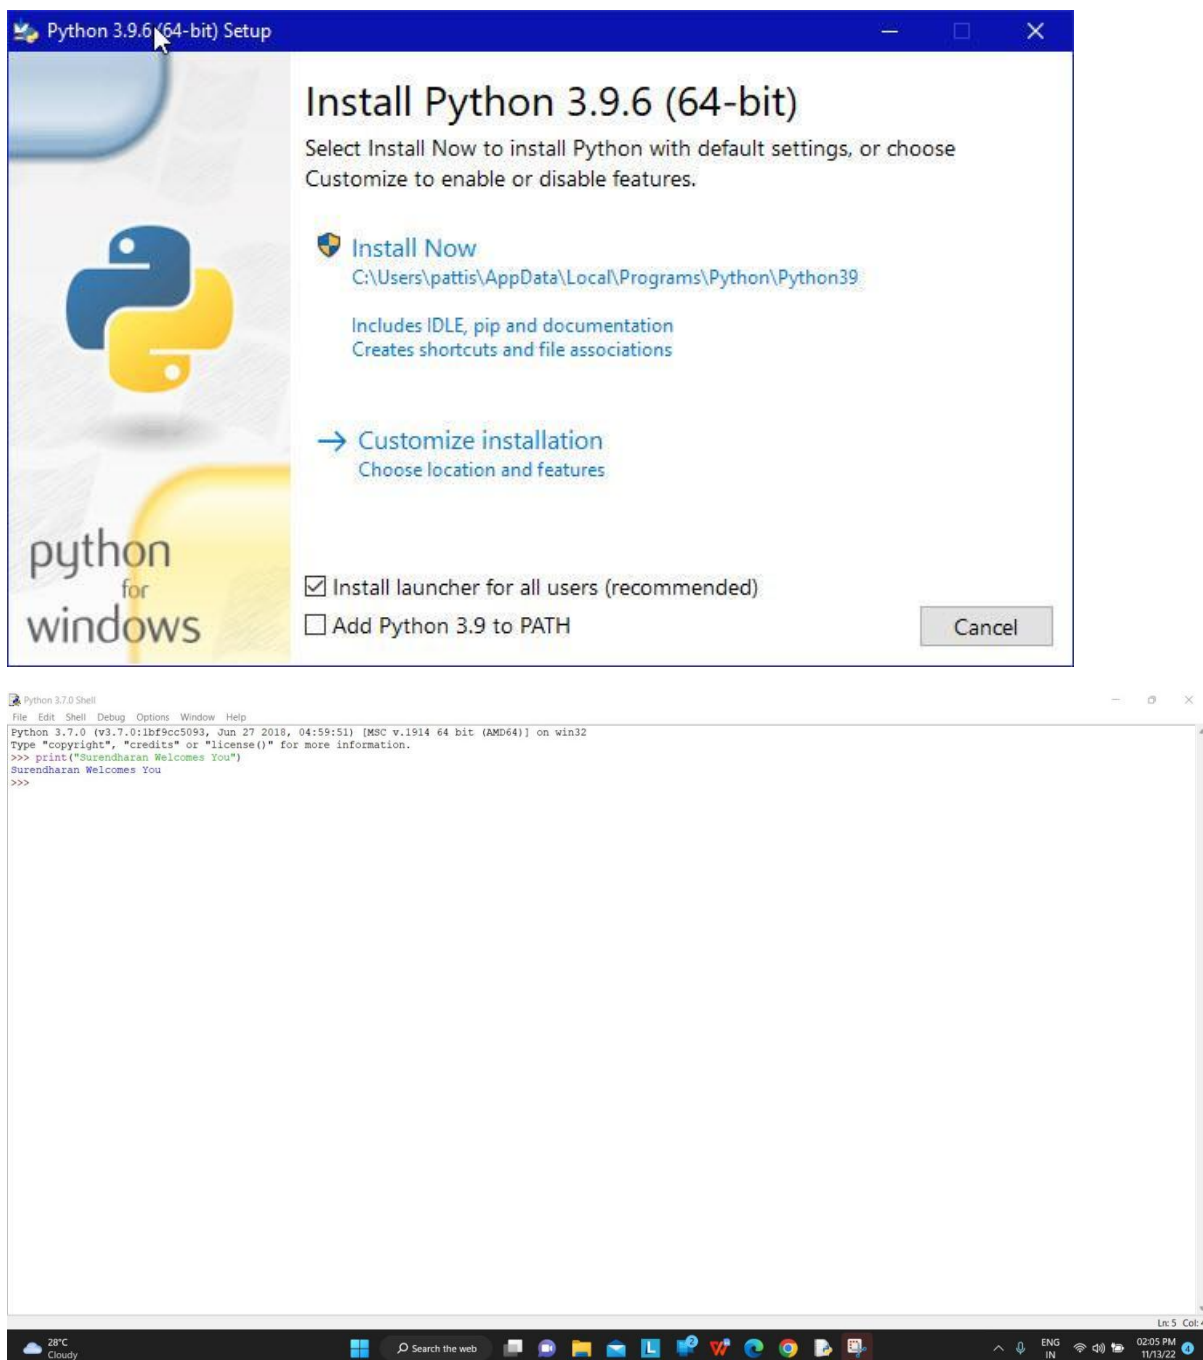 Python 3.9.6 (64-bit) Setup
Install Python 3.9.6 (64-bit)
Select Install Now to install Python with default settings, or choose
Customize to enable or disable features.
Install Now
C:\Users\pattis\AppData\Local\Programs\Python\Python39
Includes IDLE, pip and documentation
Creates shortcuts and file associations
Customize installation
Choose location and features
python
for
windows
Install launcher for all users (recommended)
Add Python 3.9 to PATH
Cancel
Python 3.7.0 Shell
File Edit Shell Debug Options Window Help
Python 3.7.0 (v3.7.0:1bf9cc5093, Jun 27 2018, 04:59:51) [MSC v.1914 64 bit (AMD64)] on win32
Type "copyright", "credits" or "license()" for more information.
>>> print("Surendharan Welcomes You")
Surendharan Welcomes You
>>>
Ln: 5 Col: 4
28°C
Cloudy
Search the web
L
2
W
ENG
IN
02:05 PM
11/13/22
4